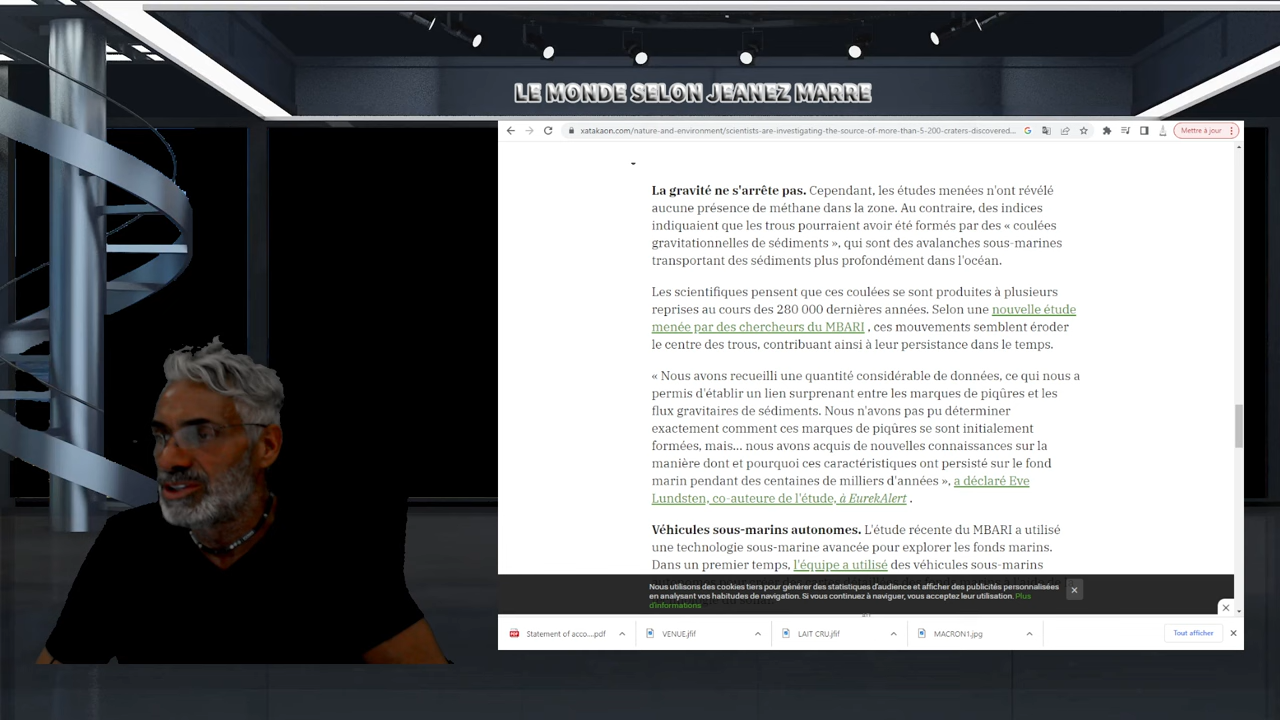 LE MONDE SELON JEANEZ MARRE
xatakaon.com/nature-and-environment/scientists-are-investigating-the-source-of-more-than-5-200-craters-discovered...
Mettre à jour
La gravité ne s'arrête pas. Cependant, les études menées n'ont révélé
aucune présence de méthane dans la zone. Au contraire, des indices
indiquaient que les trous pourraient avoir été formés par des « coulées
gravitationnelles de sédiments », qui sont des avalanches sous-marines
transportant des sédiments plus profondément dans l'océan.
Les scientifiques pensent que ces coulées se sont produites à plusieurs
reprises au cours des 280 000 dernières années. Selon une nouvelle étude
menée par des chercheurs du MBARI , ces mouvements semblent éroder
le centre des trous, contribuant ainsi à leur persistance dans le temps.
« Nous avons recueilli une quantité considérable de données, ce qui nous a
permis d'établir un lien surprenant entre les marques de piqûres et les
flux gravitaires de sédiments. Nous n'avons pas pu déterminer
exactement comment ces marques de piqûres se sont initialement
formées, mais... nous avons acquis de nouvelles connaissances sur la
manière dont et pourquoi ces caractéristiques ont persisté sur le fond
marin pendant des centaines de milliers d'années », a déclaré Eve
Lundsten, co-auteure de l'étude, à EurekAlert .
Véhicules sous-marins autonomes. L'étude récente du MBARI a utilisé
une technologie sous-marine avancée pour explorer les fonds marins.
Dans un premier temps, l'équipe a utilisé des véhicules sous-marins
Nous utilisons des cookies tiers pour générer des statistiques d'audience et afficher des publicités personnalisées
en analysant vos habitudes de navigation. Si vous continuez à naviguer, vous acceptez leur utilisation. Plus
d'informations
Statement of acco....pdf
VENUE.jfif
LAIT CRU.jfif
MACRON1.jpg
Tout afficher